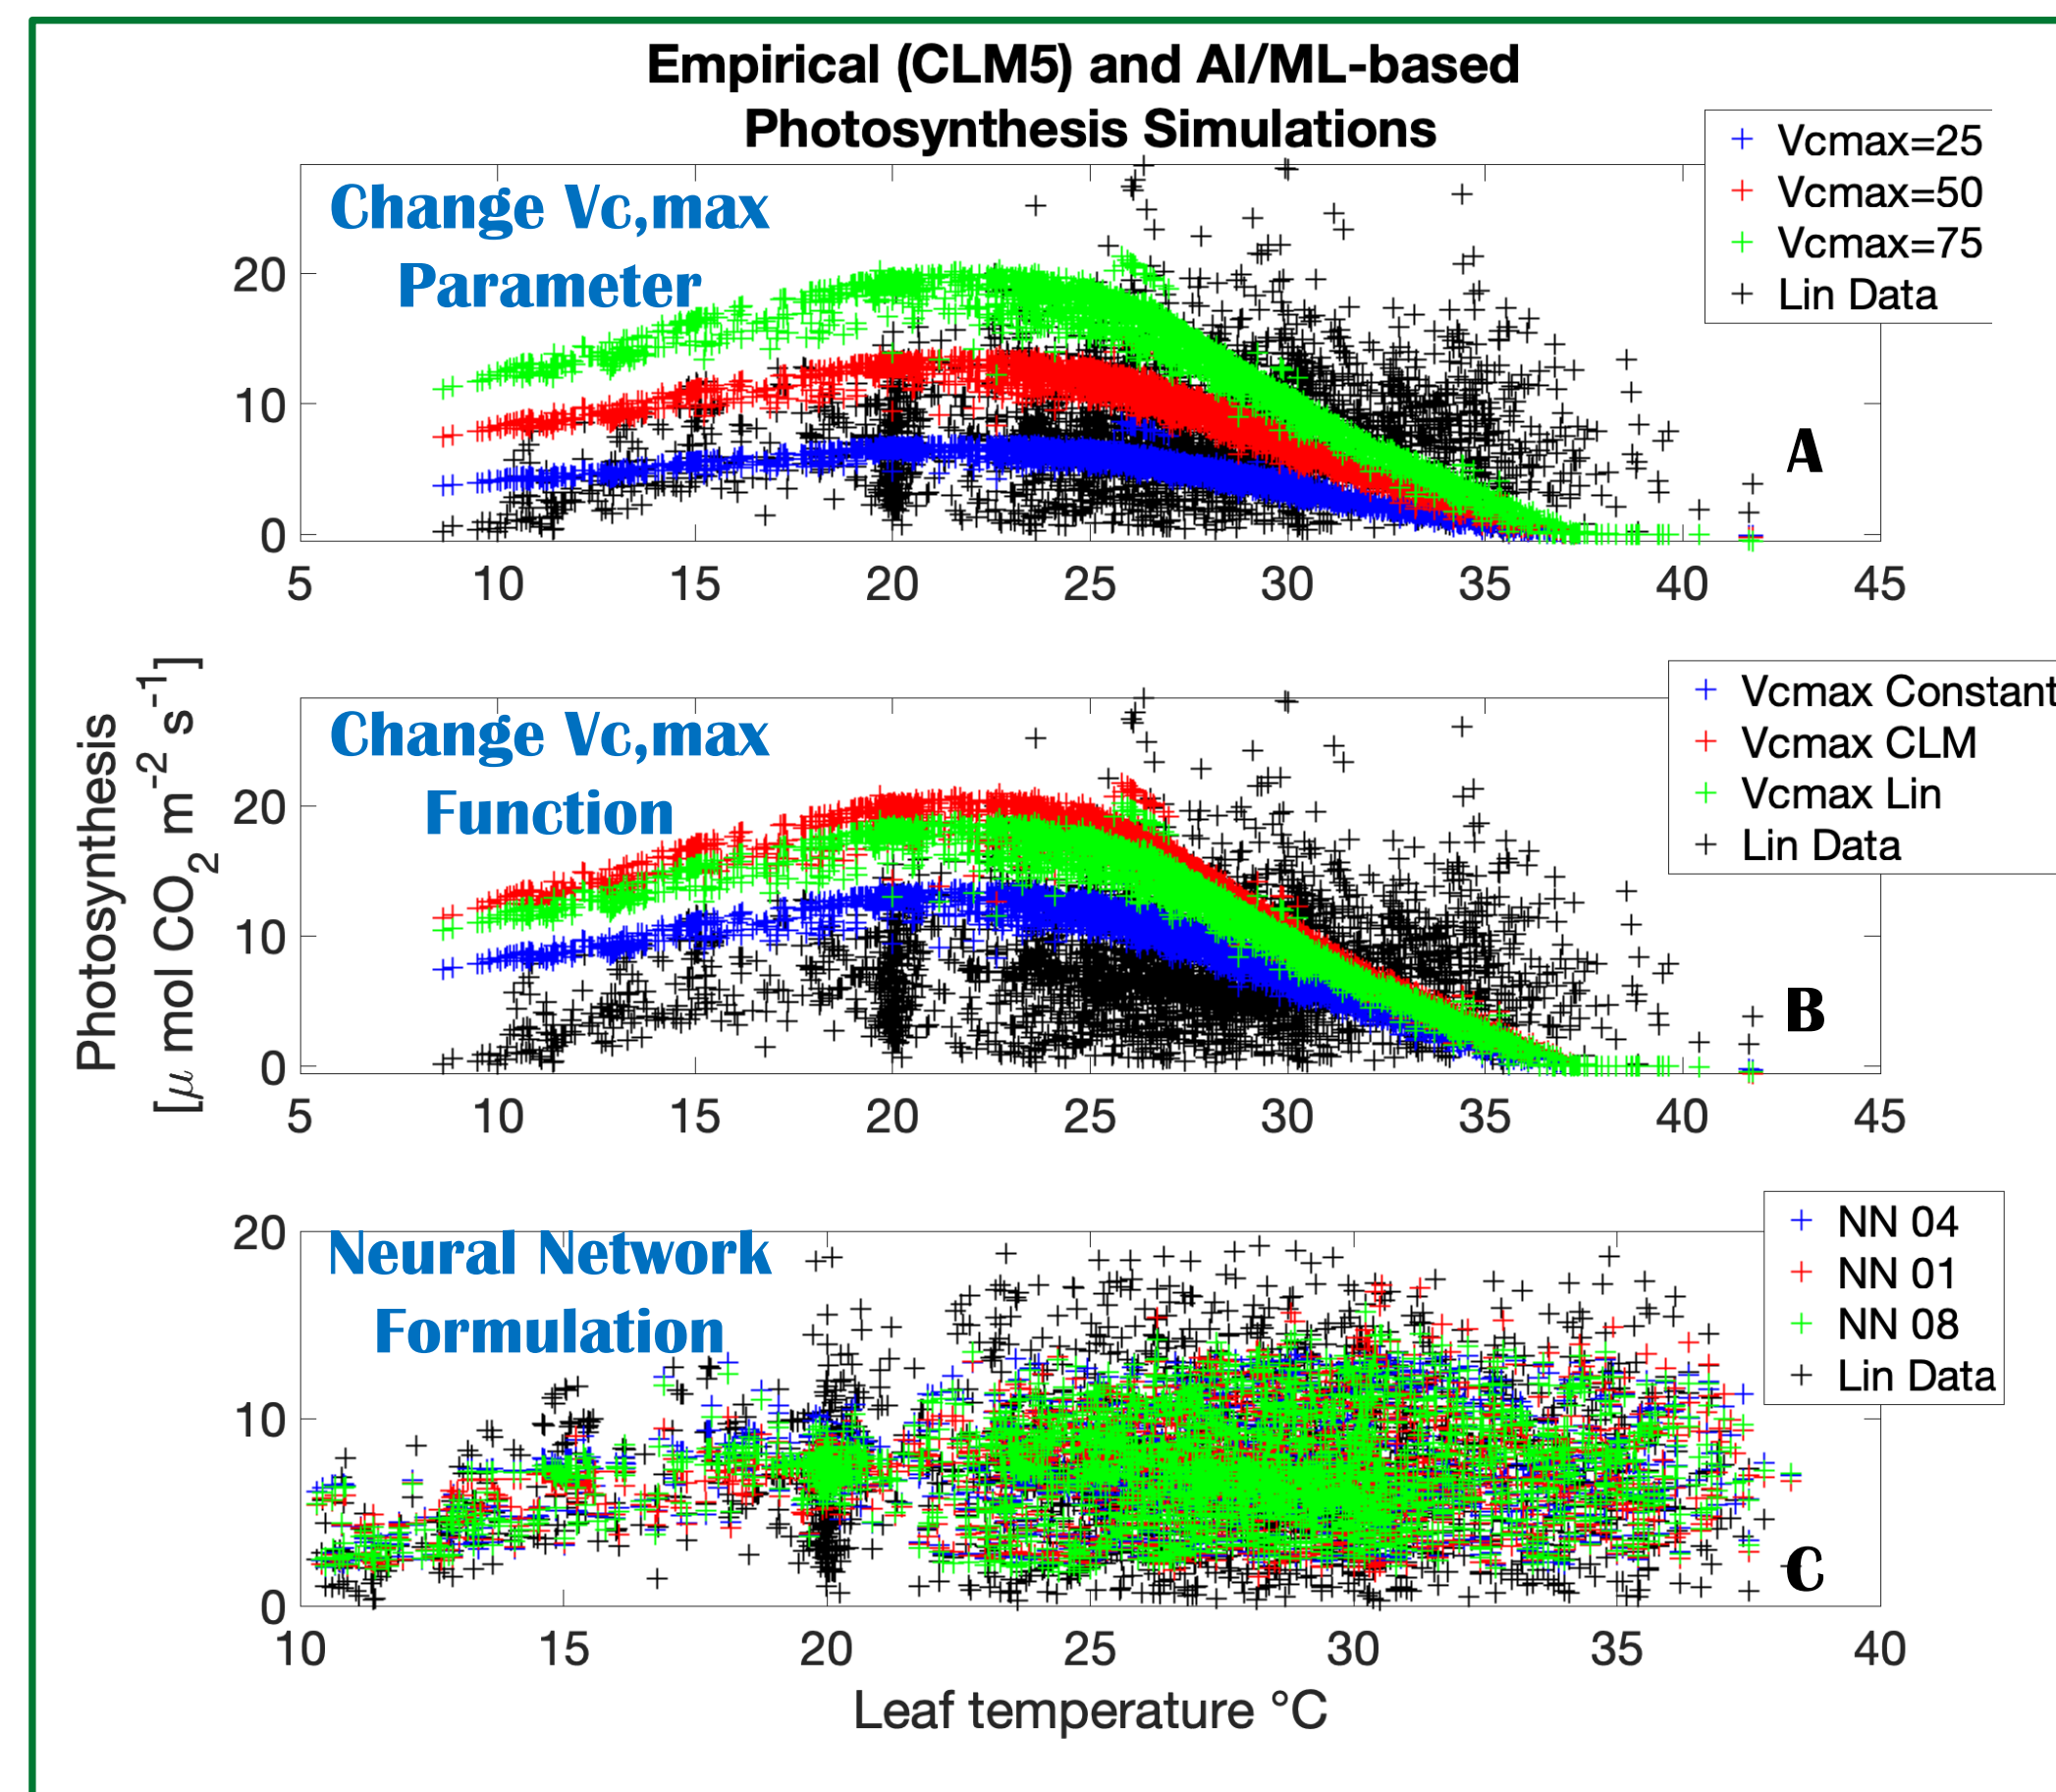 Empirical (CLM5) and AI/ML-based
Photosynthesis Simulations
Change Vc,max
Parameter
Vcmax=25
Vcmax=50
Vcmax=75
Lin Data
20
10
0
A
5 10 15 20 25 30 35 40 45
Change Vc,max
Function
Vcmax Constant
Vcmax CLM
Vcmax Lin
Lin Data
20
10
0
B
5 10 15 20 25 30 35 40 45
Photosynthesis
[μ mol CO₂ m⁻² s⁻¹]
Neural Network
Formulation
NN 04
NN 01
NN 08
Lin Data
20
10
0
C
10 15 20 25 30 35 40
Leaf temperature °C